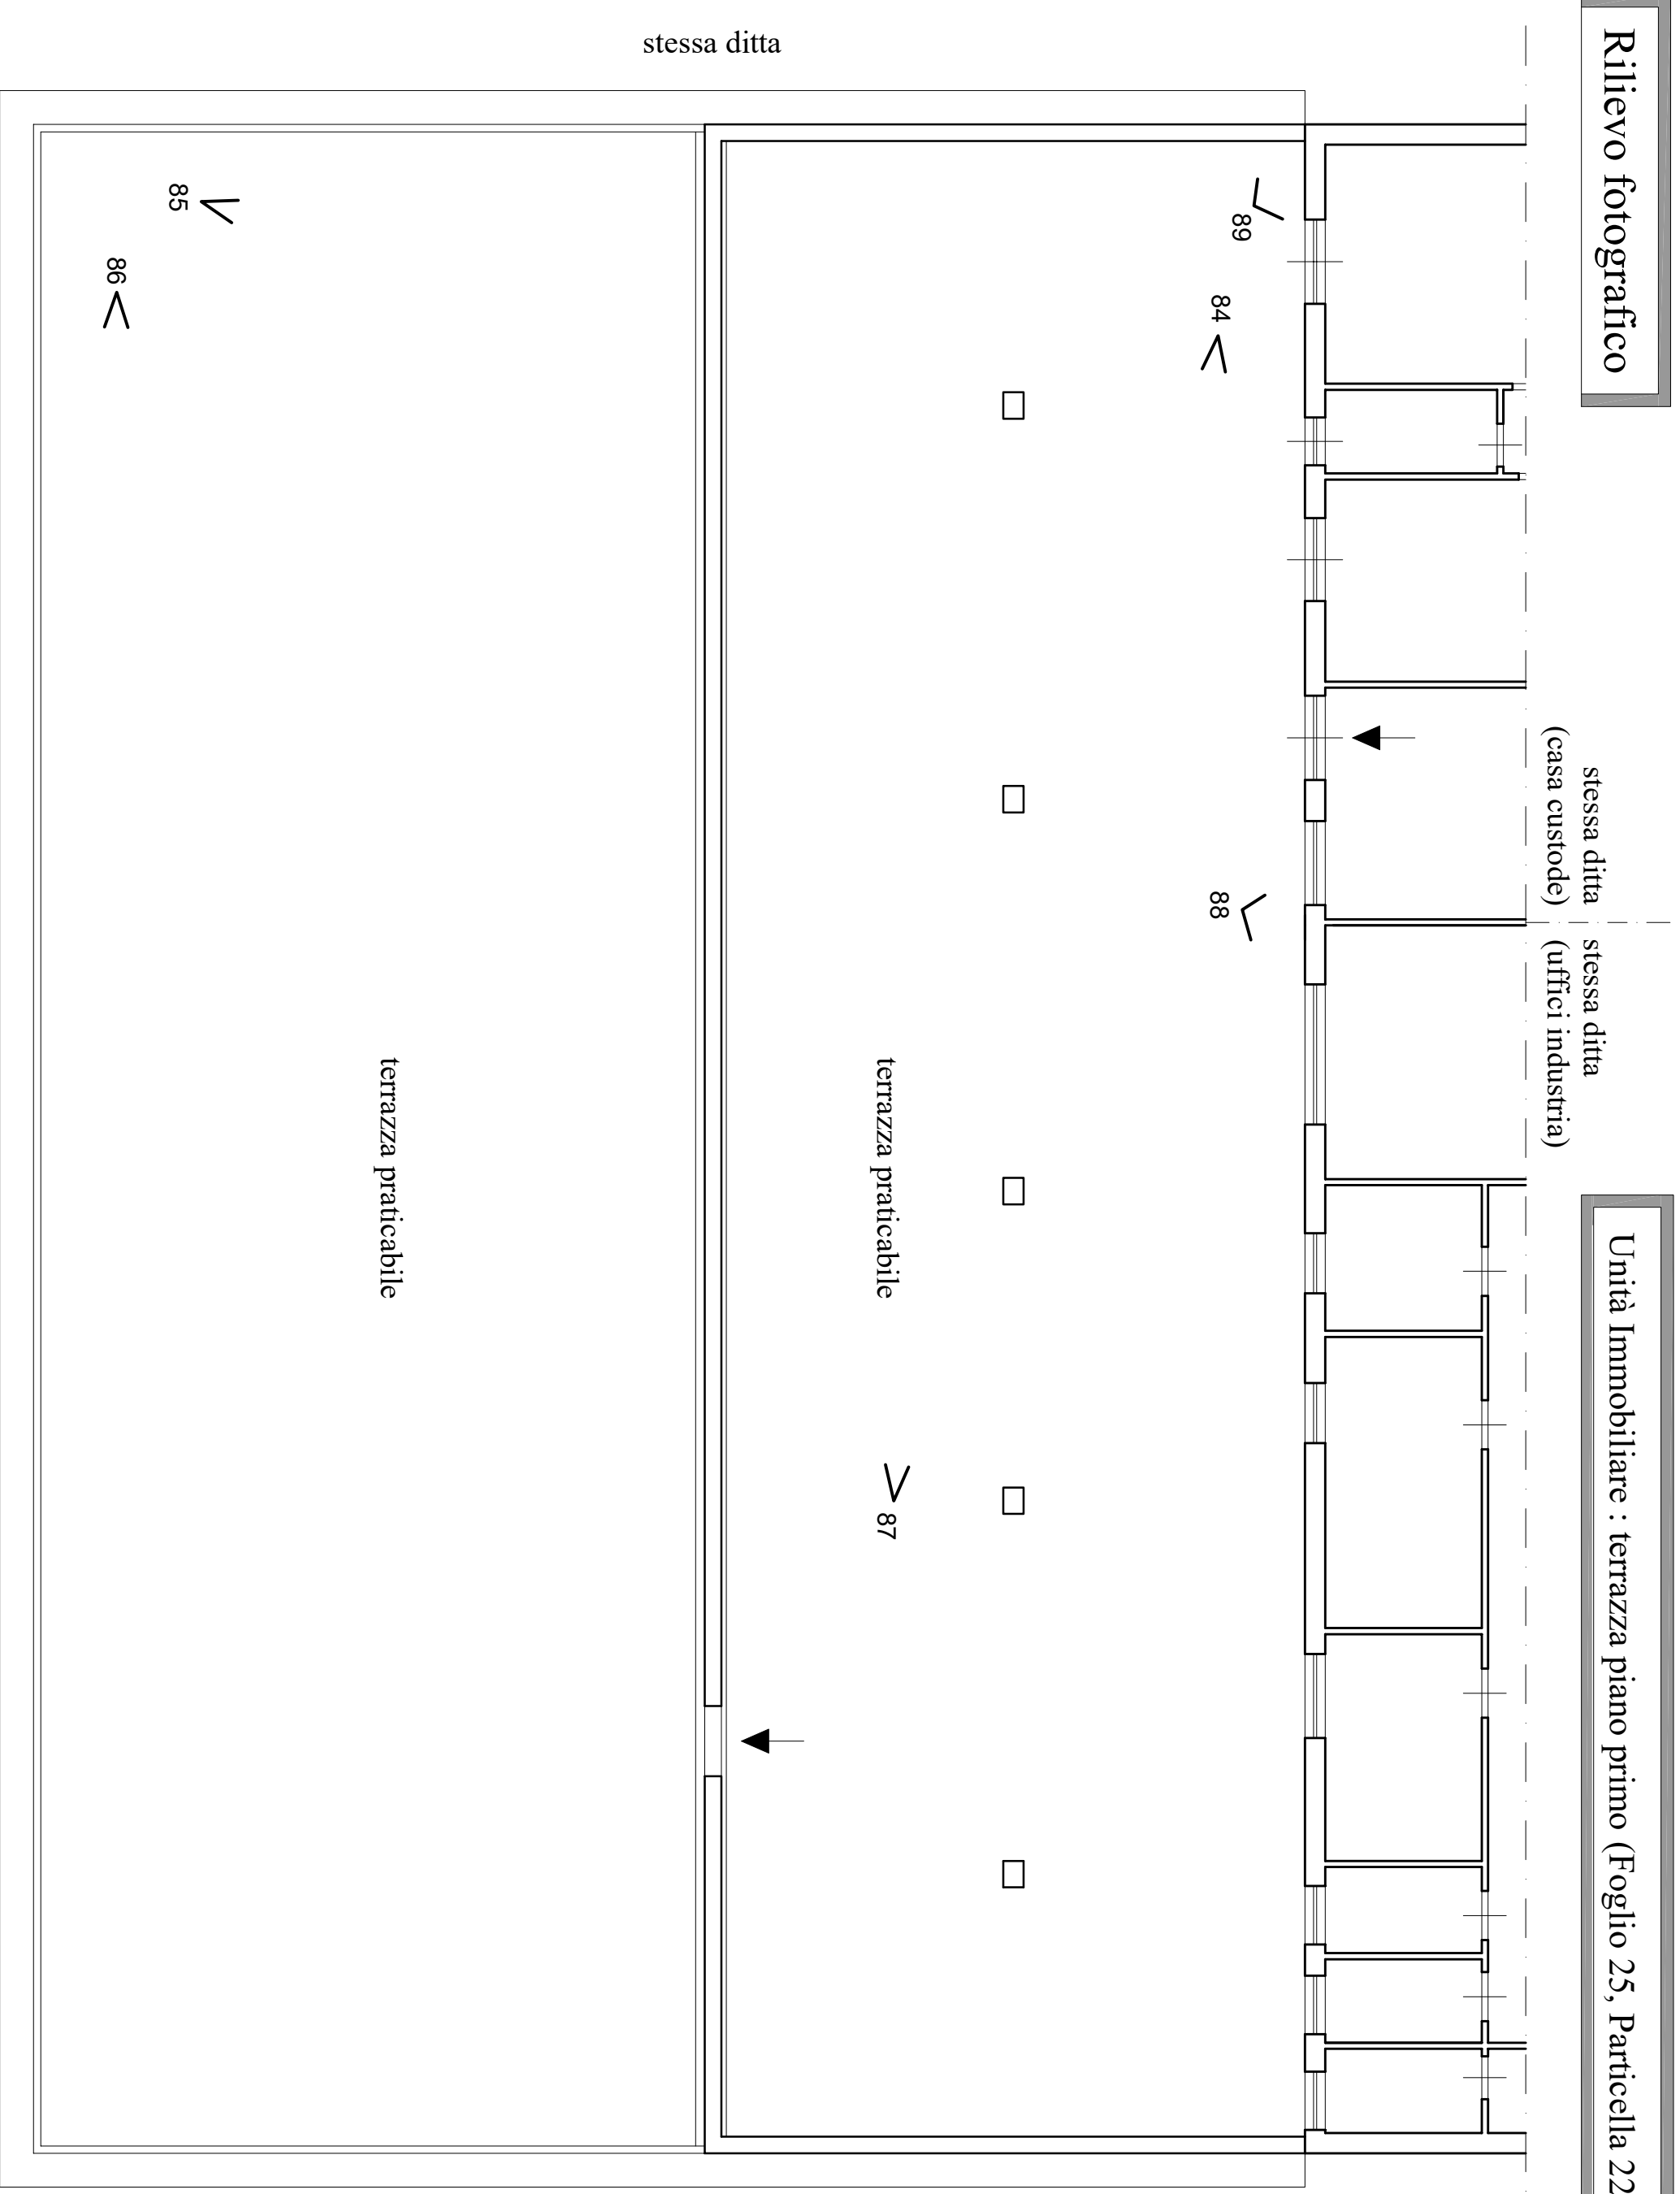 Rilievo fotografico
Unità Immobiliare : terrazza piano primo (Foglio 25, Particella 22
stessa ditta
(casa custode)
stessa ditta
(uffici industria)
stessa ditta
89
84
88
87
terrazza praticabile
terrazza praticabile
85
86